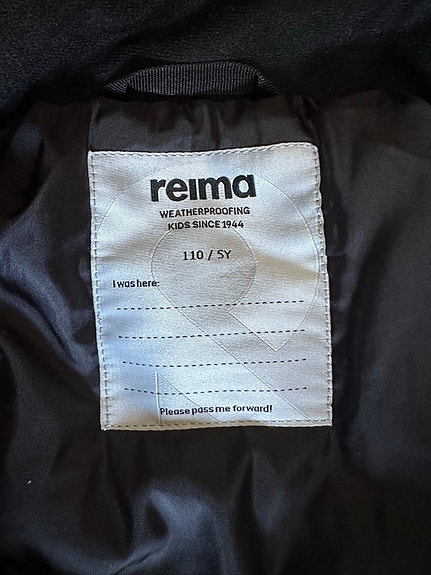 reima
WEATHERPROOFING
KIDS SINCE 1944
110 / 5Y
I was here:
Please pass me forward!